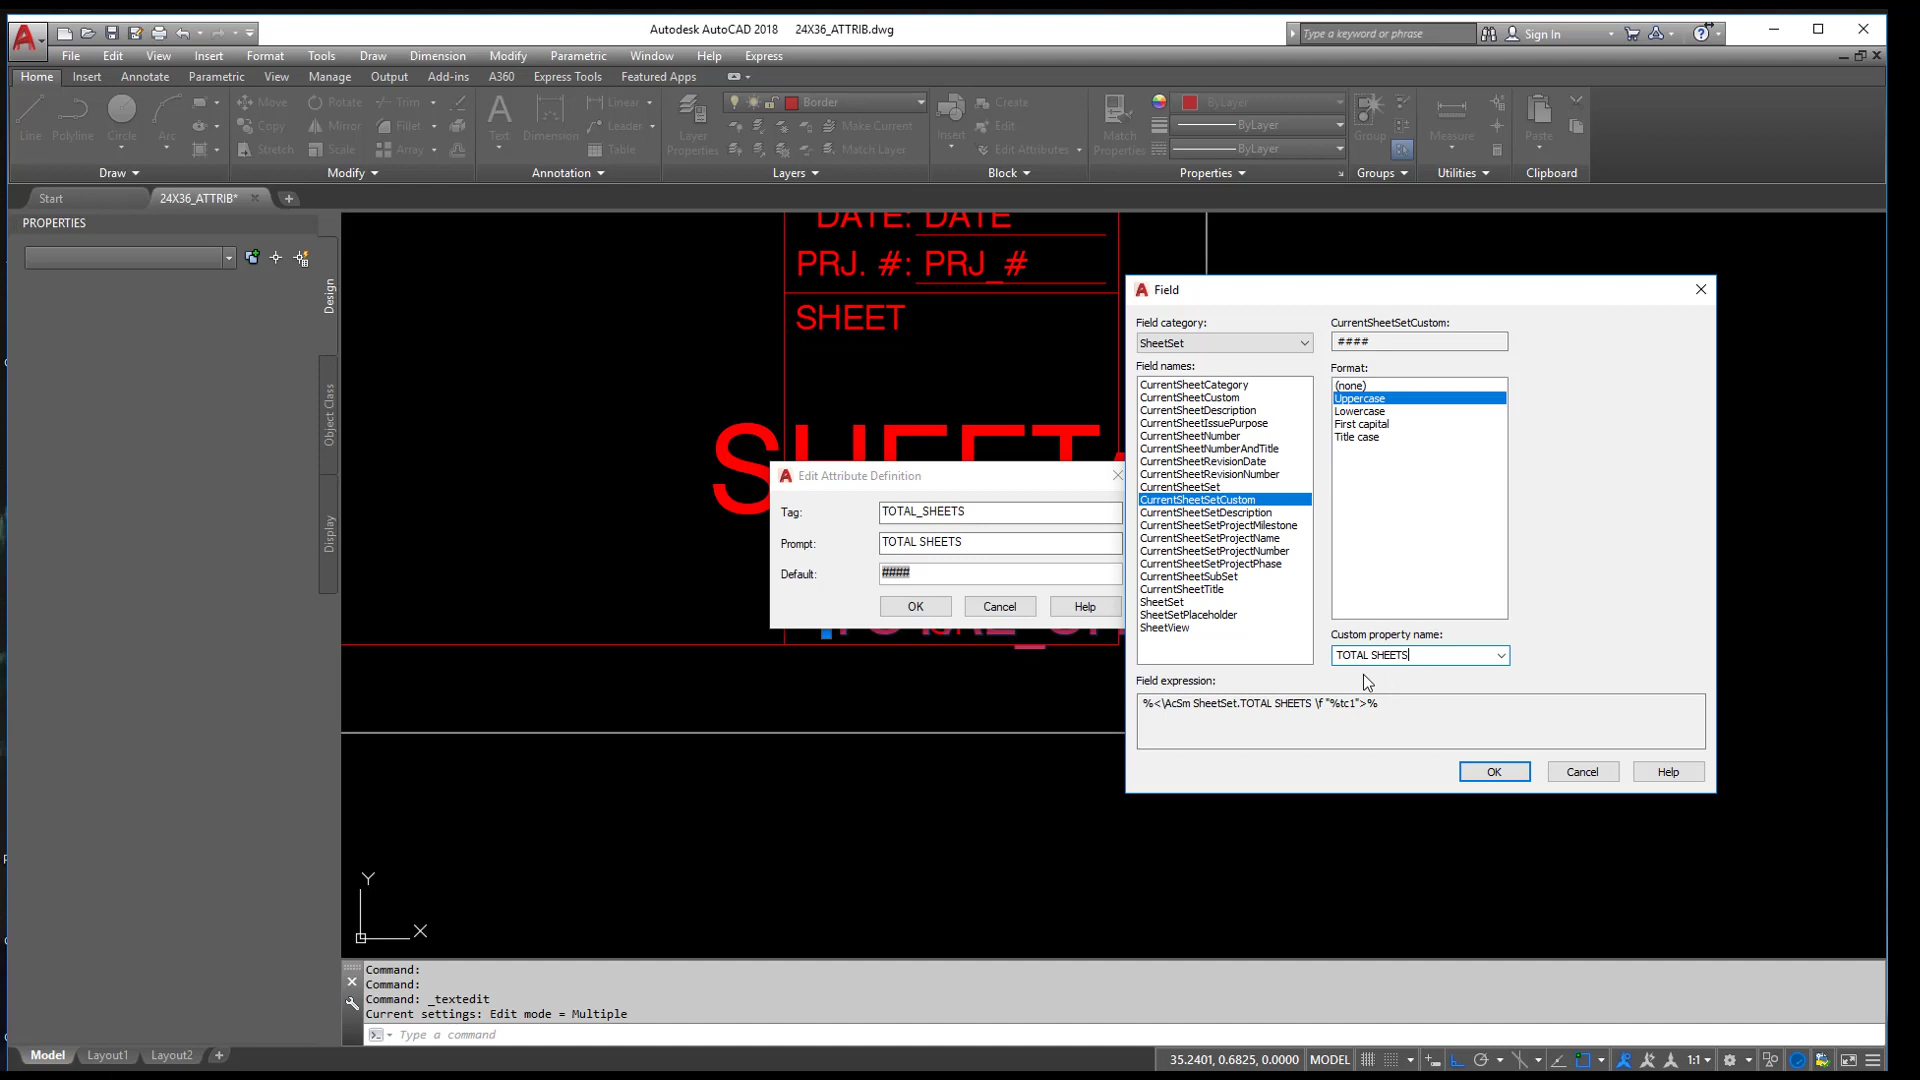 Autodesk AutoCAD 2018 24X36_ATTRIB.dwg
Type a keyword or phrase
Sign In
File Edit View Insert Format Tools Draw Dimension Modify Parametric Window Help Express
Home Insert Annotate Parametric View Manage Output Add-ins A360 Express Tools Featured Apps
Line
Polyline
Circle
Arc
Move
Rotate
Trim
Copy
Mirror
Fillet
Stretch
Scale
Array
Text
Dimension
Linear
Leader
Table
Layer
Properties
Border
Make Current
Match Layer
Insert
Create
Edit
Edit Attributes
Match
Properties
ByLayer
ByLayer
ByLayer
Group
Measure
Paste
Draw Modify Annotation Layers Block Properties Groups Utilities Clipboard
Start
24X36_ATTRIB*
PROPERTIES
Design
Object Class
Display
DATE: DATE
PRJ. #: PRJ_#
SHEET
SHEET
Edit Attribute Definition
Tag: TOTAL_SHEETS
Prompt: TOTAL SHEETS
Default: ####
OK Cancel Help
Field
Field category:
SheetSet
Field names:
CurrentSheetCategory
CurrentSheetCustom
CurrentSheetDescription
CurrentSheetIssuePurpose
CurrentSheetNumber
CurrentSheetNumberAndTitle
CurrentSheetRevisionDate
CurrentSheetRevisionNumber
CurrentSheetSet
CurrentSheetSetCustom
CurrentSheetSetDescription
CurrentSheetSetProjectMilestone
CurrentSheetSetProjectName
CurrentSheetSetProjectNumber
CurrentSheetSetProjectPhase
CurrentSheetSubSet
CurrentSheetTitle
SheetSet
SheetSetPlaceholder
SheetView
CurrentSheetSetCustom:
####
Format:
(none)
Uppercase
Lowercase
First capital
Title case
Custom property name:
TOTAL SHEETS
Field expression:
%<\AcSm SheetSet.TOTAL SHEETS \f "%tc1">%
OK Cancel Help
Y
X
Command:
Command:
Command: _textedit
Current settings: Edit mode = Multiple
Type a command
Model Layout1 Layout2
35.2401, 0.6825, 0.0000 MODEL 1:1